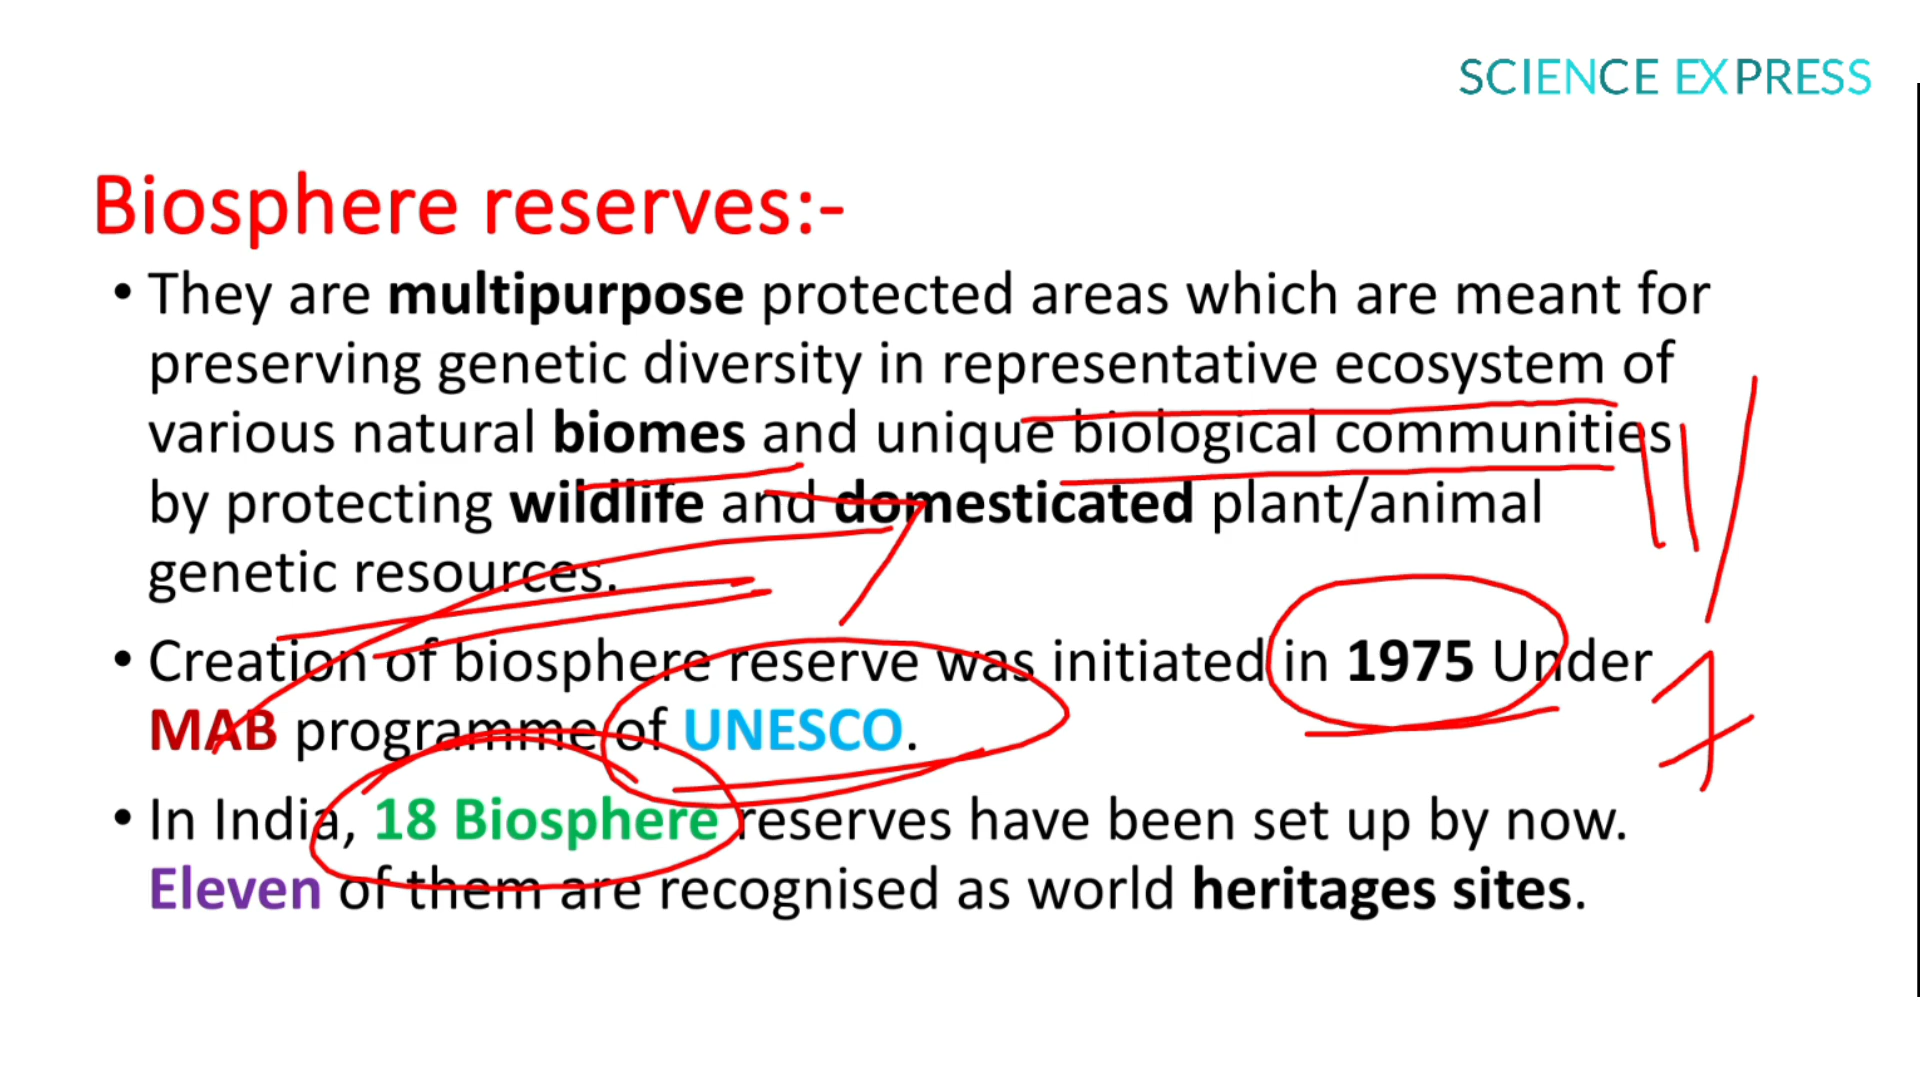 SCIENCE EXPRESS
Biosphere reserves:-
• They are multipurpose protected areas which are meant for
preserving genetic diversity in representative ecosystem of
various natural biomes and unique biological communities
by protecting wildlife and domesticated plant/animal
genetic resources.
• Creation of biosphere reserve was initiated in 1975 Under
MAB programme of UNESCO.
• In India, 18 Biosphere reserves have been set up by now.
Eleven of them are recognised as world heritages sites.